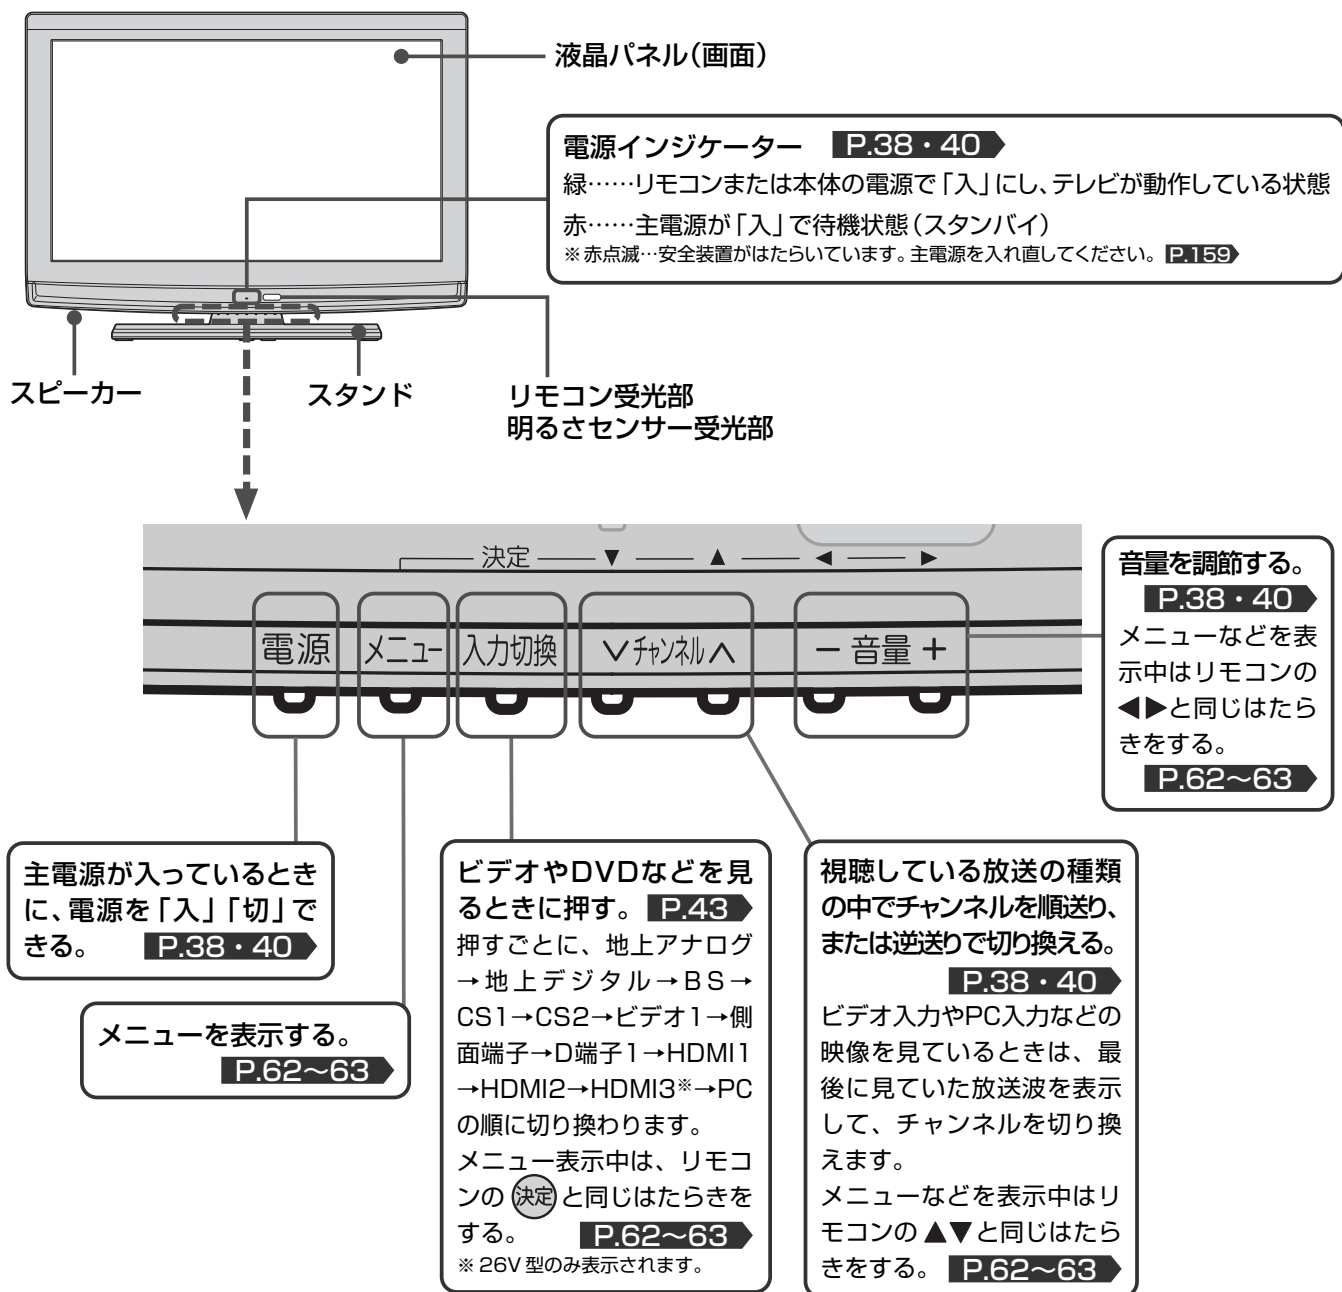 液晶パネル(画面)
電源インジケーター P.38・40
緑……リモコンまたは本体の電源で「入」にし、テレビが動作している状態
赤……主電源が「入」で待機状態(スタンバイ)
※赤点滅…安全装置がはたらいています。主電源を入れ直してください。 P.159
スピーカー
スタンド
リモコン受光部
明るさセンサー受光部
決定 ▼ ▲ ◀ ▶
電源 メニュー 入力切換 ∨チャンネル∧ − 音量 +
音量を調節する。
P.38・40
メニューなどを表
示中はリモコンの
◀▶と同じはたら
きをする。
P.62~63
主電源が入っているとき
に、電源を「入」「切」で
きる。 P.38・40
メニューを表示する。
P.62~63
ビデオやDVDなどを見
るときに押す。 P.43
押すごとに、地上アナログ
→地上デジタル→BS→
CS1→CS2→ビデオ1→側
面端子→D端子1→HDMI1
→HDMI2→HDMI3※→PC
の順に切り換わります。
メニュー表示中は、リモコ
ンの 決定 と同じはたらきを
する。 P.62~63
※ 26V 型のみ表示されます。
視聴している放送の種類
の中でチャンネルを順送り、
または逆送りで切り換える。
P.38・40
ビデオ入力やPC入力などの
映像を見ているときは、最
後に見ていた放送波を表示
して、チャンネルを切り換
えます。
メニューなどを表示中はリ
モコンの ▲▼と同じはたら
きをする。 P.62~63